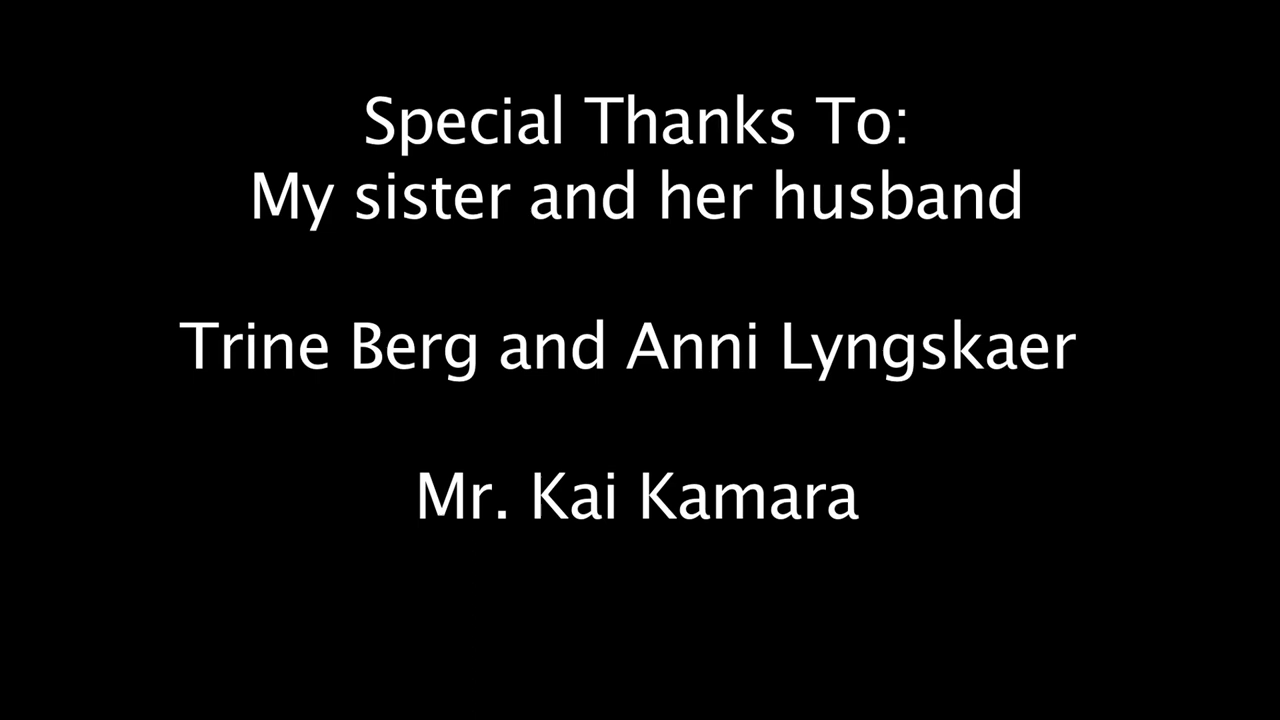 Special Thanks To:
My sister and her husband
Trine Berg and Anni Lyngskaer
Mr. Kai Kamara